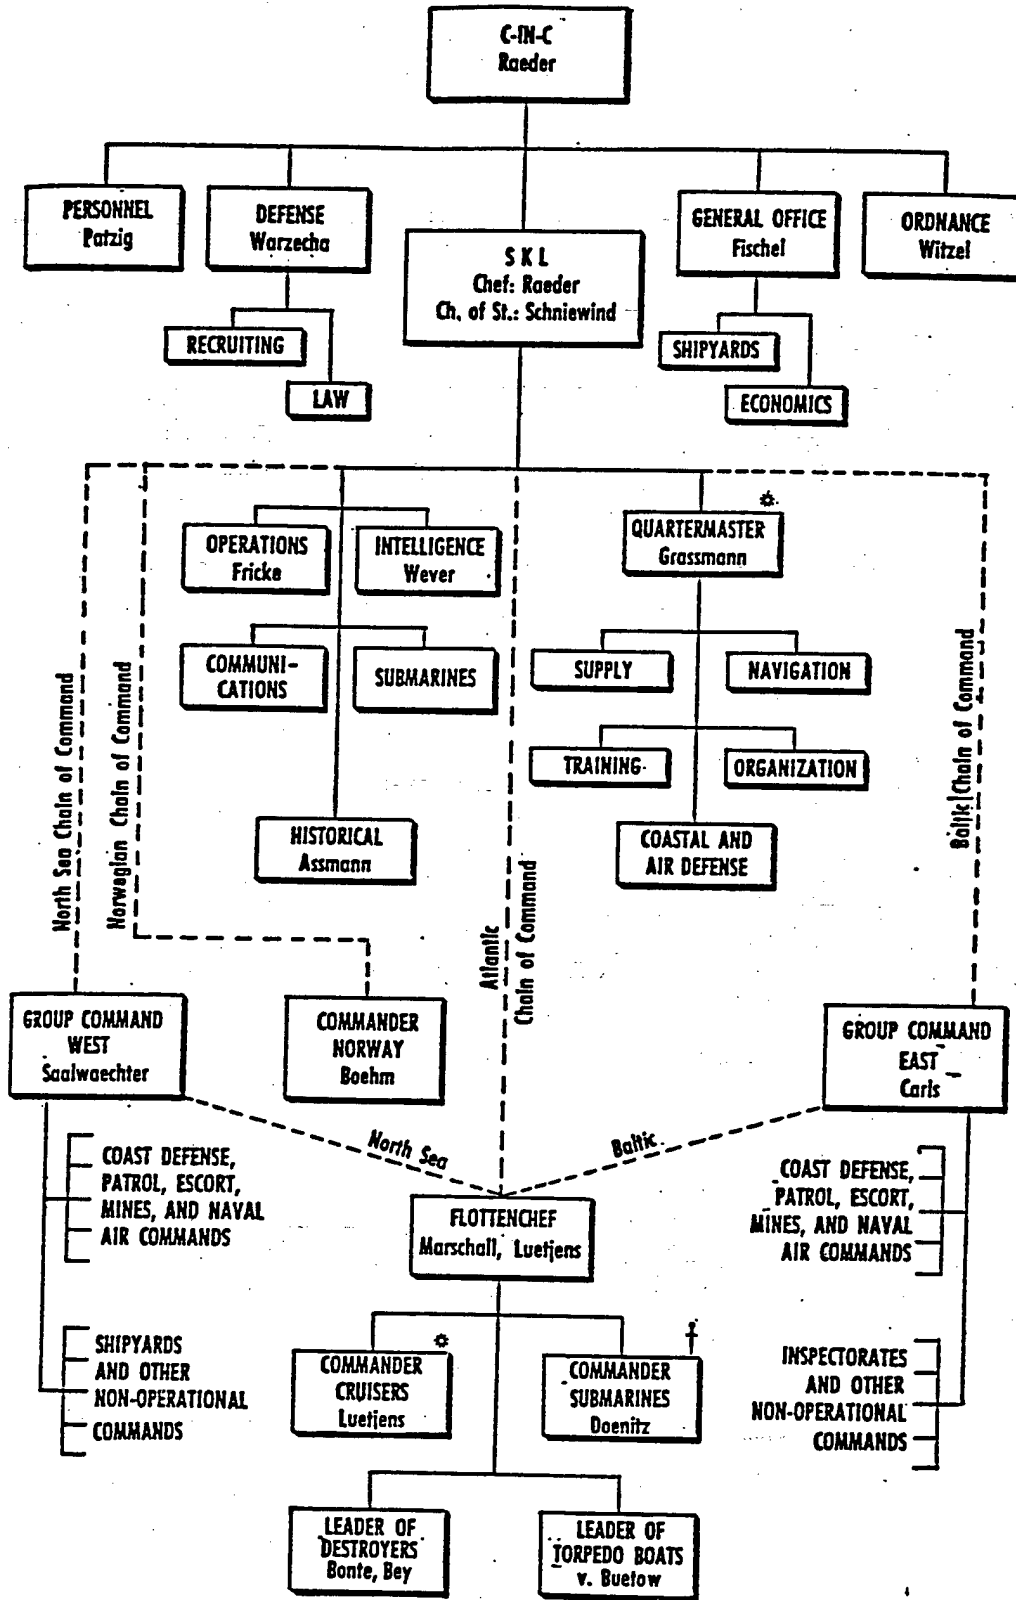 C-IN-C
Raeder
PERSONNEL
Patzig
DEFENSE
Warzecha
S K L
Chef: Raeder
Ch. of St.: Schniewind
GENERAL OFFICE
Fischel
ORDNANCE
Witzel
RECRUITING
LAW
SHIPYARDS
ECONOMICS
North Sea Chain of Command
Norwegian Chain of Command
OPERATIONS
Fricke
INTELLIGENCE
Wever
COMMUNI-
CATIONS
SUBMARINES
HISTORICAL
Assmann
Atlantic
Chain of Command
*
QUARTERMASTER
Grassmann
SUPPLY
NAVIGATION
TRAINING
ORGANIZATION
COASTAL AND
AIR DEFENSE
Baltic Chain of Command
GROUP COMMAND
WEST
Saalwaechter
COMMANDER
NORWAY
Boehm
GROUP COMMAND
EAST
Carls
North Sea
Baltic
COAST DEFENSE,
PATROL, ESCORT,
MINES, AND NAVAL
AIR COMMANDS
FLOTTENCHEF
Marschall, Luetjens
COAST DEFENSE,
PATROL, ESCORT,
MINES, AND NAVAL
AIR COMMANDS
SHIPYARDS
AND OTHER
NON-OPERATIONAL
COMMANDS
*
COMMANDER
CRUISERS
Luetjens
†
COMMANDER
SUBMARINES
Doenitz
INSPECTORATES
AND OTHER
NON-OPERATIONAL
COMMANDS
LEADER OF
DESTROYERS
Bonte, Bey
LEADER OF
TORPEDO BOATS
v. Buetow